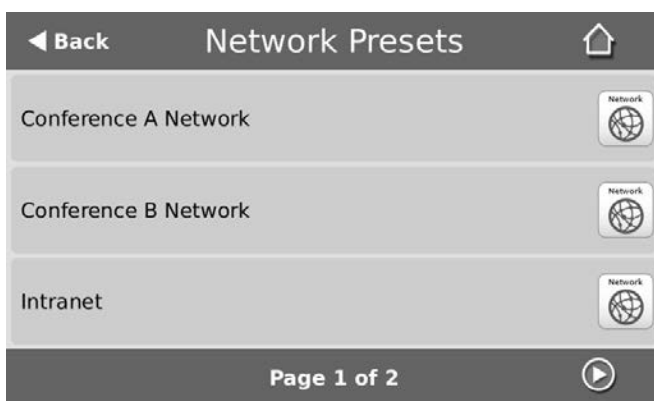 Back
Network Presets
Conference A Network
Network
Conference B Network
Network
Intranet
Network
Page 1 of 2